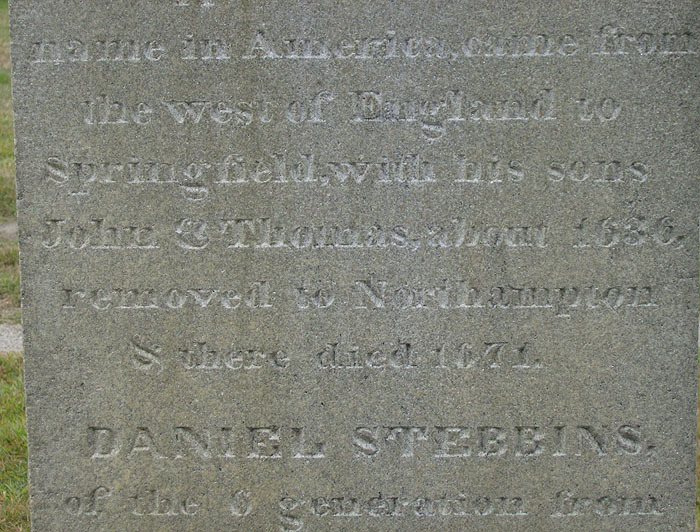 name in America, came from
the west of England to
Springfield, with his sons
John & Thomas, about 1636,
removed to Northampton
& there died 1671.
DANIEL STEBBINS,
of the 6 generation from